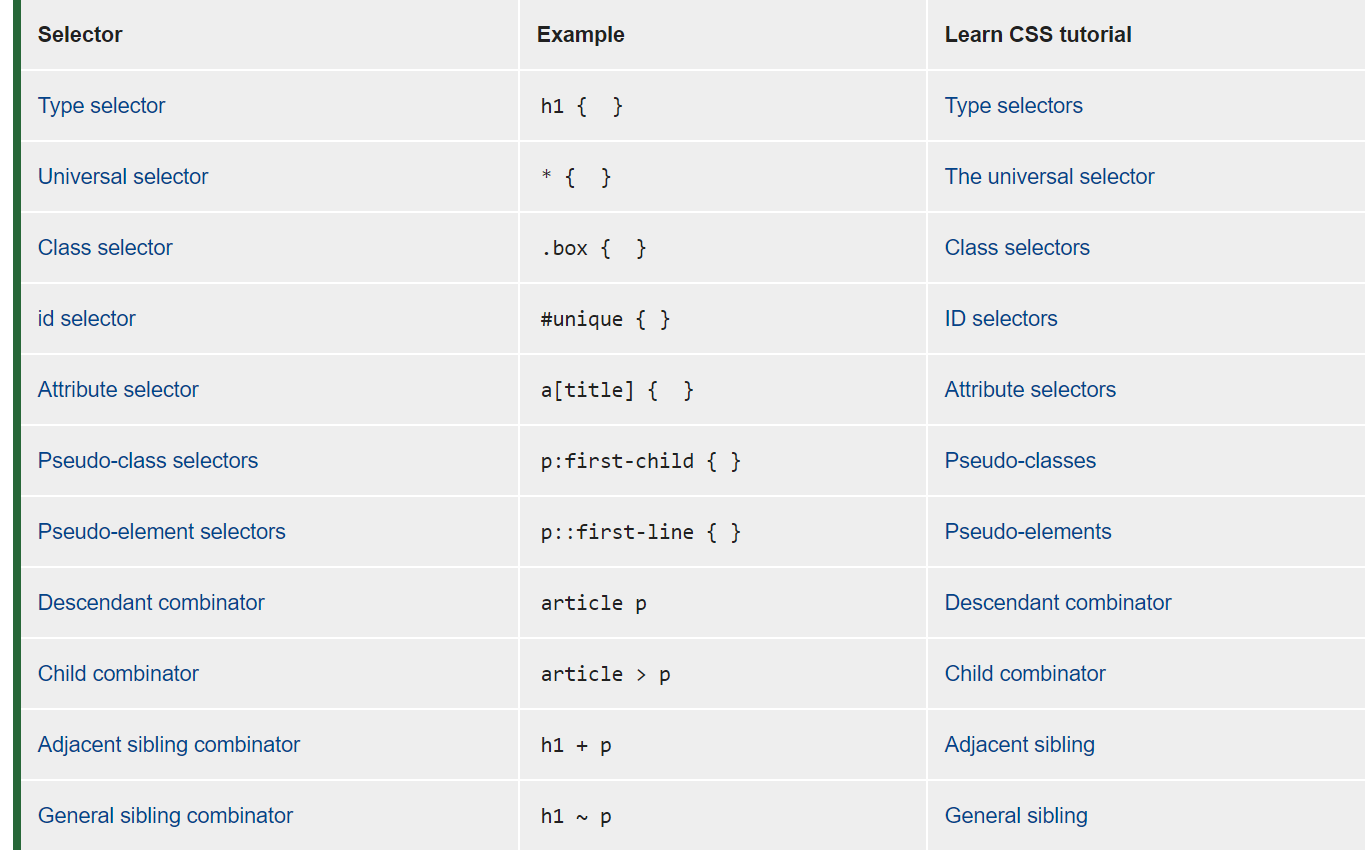 Selector Example Learn CSS tutorial
Type selector h1 {  } Type selectors
Universal selector * {  } The universal selector
Class selector .box {  } Class selectors
id selector #unique { } ID selectors
Attribute selector a[title] {  } Attribute selectors
Pseudo-class selectors p:first-child { } Pseudo-classes
Pseudo-element selectors p::first-line { } Pseudo-elements
Descendant combinator article p Descendant combinator
Child combinator article > p Child combinator
Adjacent sibling combinator h1 + p Adjacent sibling
General sibling combinator h1 ~ p General sibling